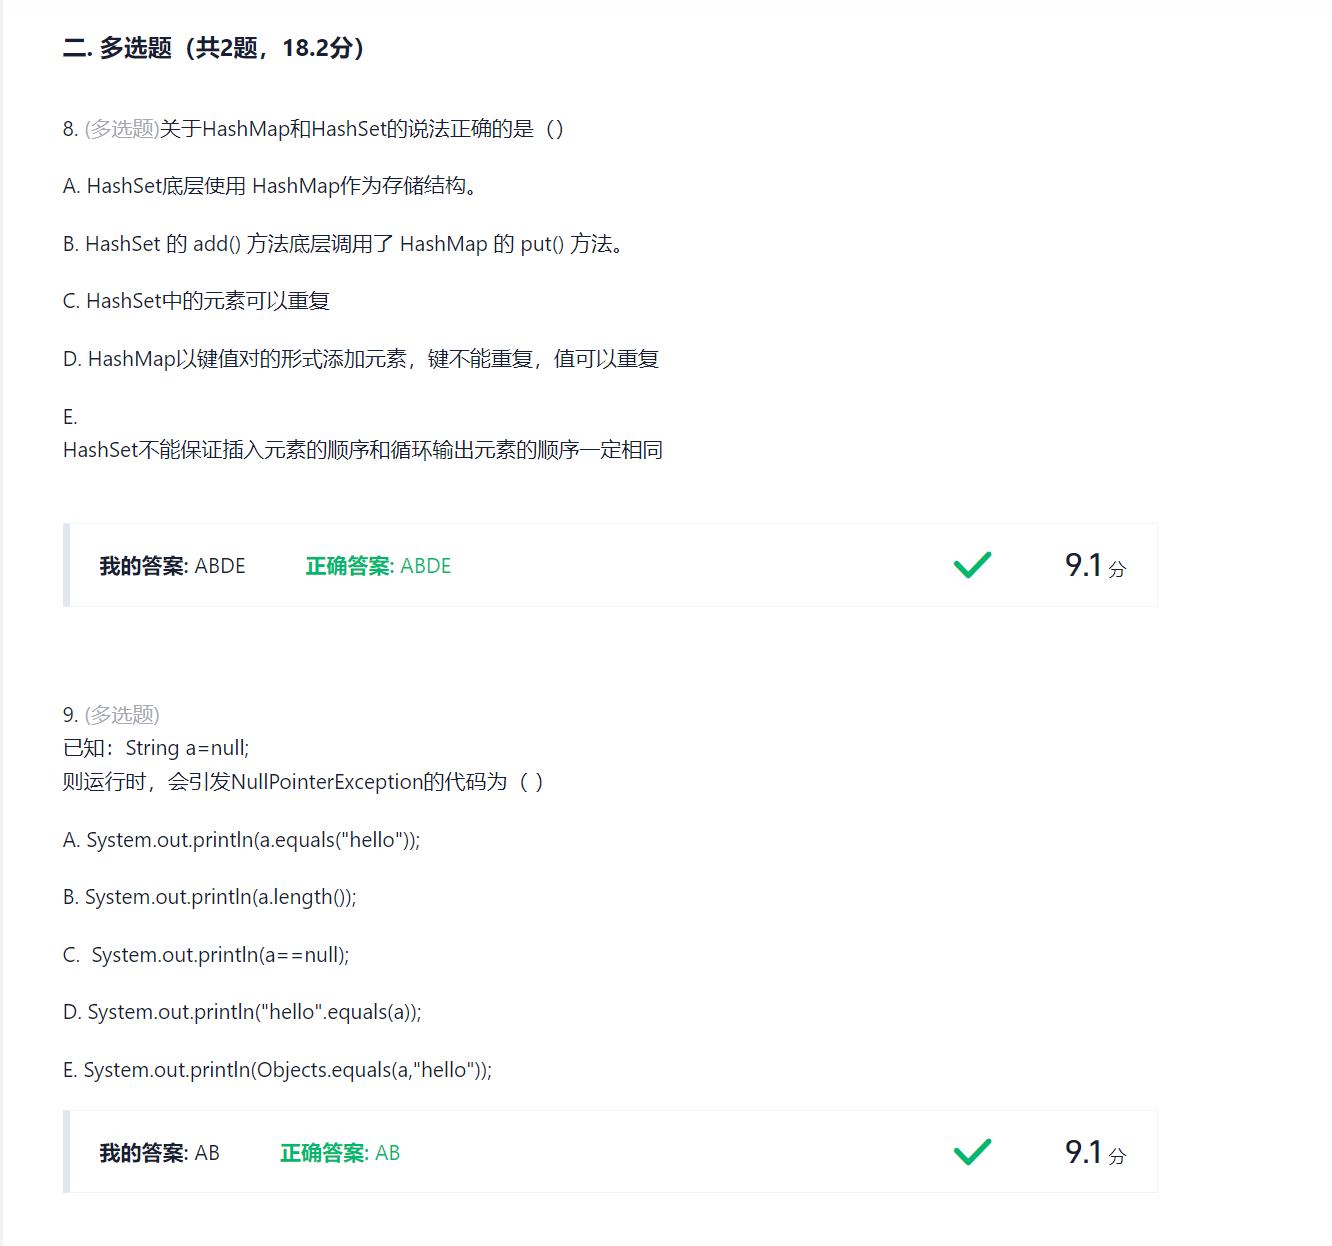 二. 多选题（共2题，18.2分）
8. (多选题)关于HashMap和HashSet的说法正确的是（）
A. HashSet底层使用 HashMap作为存储结构。
B. HashSet 的 add() 方法底层调用了 HashMap 的 put() 方法。
C. HashSet中的元素可以重复
D. HashMap以键值对的形式添加元素，键不能重复，值可以重复
E.
HashSet不能保证插入元素的顺序和循环输出元素的顺序一定相同
我的答案: ABDE 正确答案: ABDE 9.1 分
9. (多选题)
已知：String a=null;
则运行时，会引发NullPointerException的代码为（ ）
A. System.out.println(a.equals("hello"));
B. System.out.println(a.length());
C.  System.out.println(a==null);
D. System.out.println("hello".equals(a));
E. System.out.println(Objects.equals(a,"hello"));
我的答案: AB 正确答案: AB 9.1 分